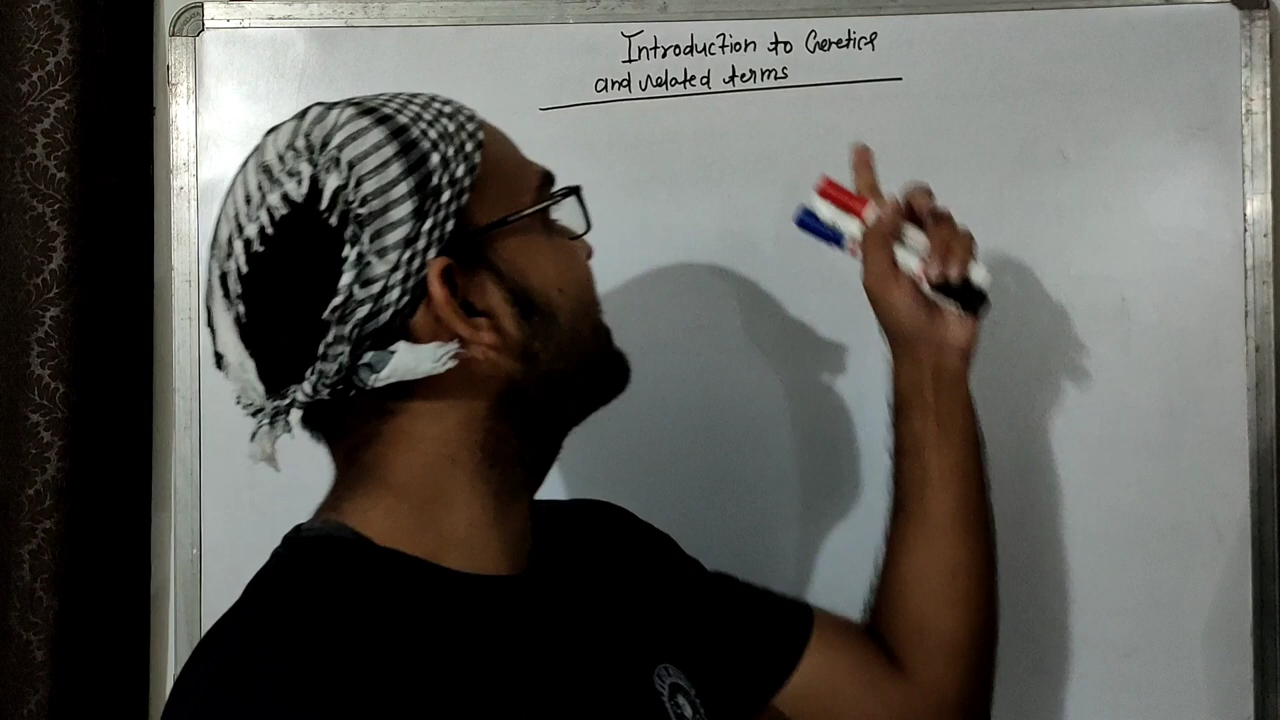 Introduction to Genetics
and related terms